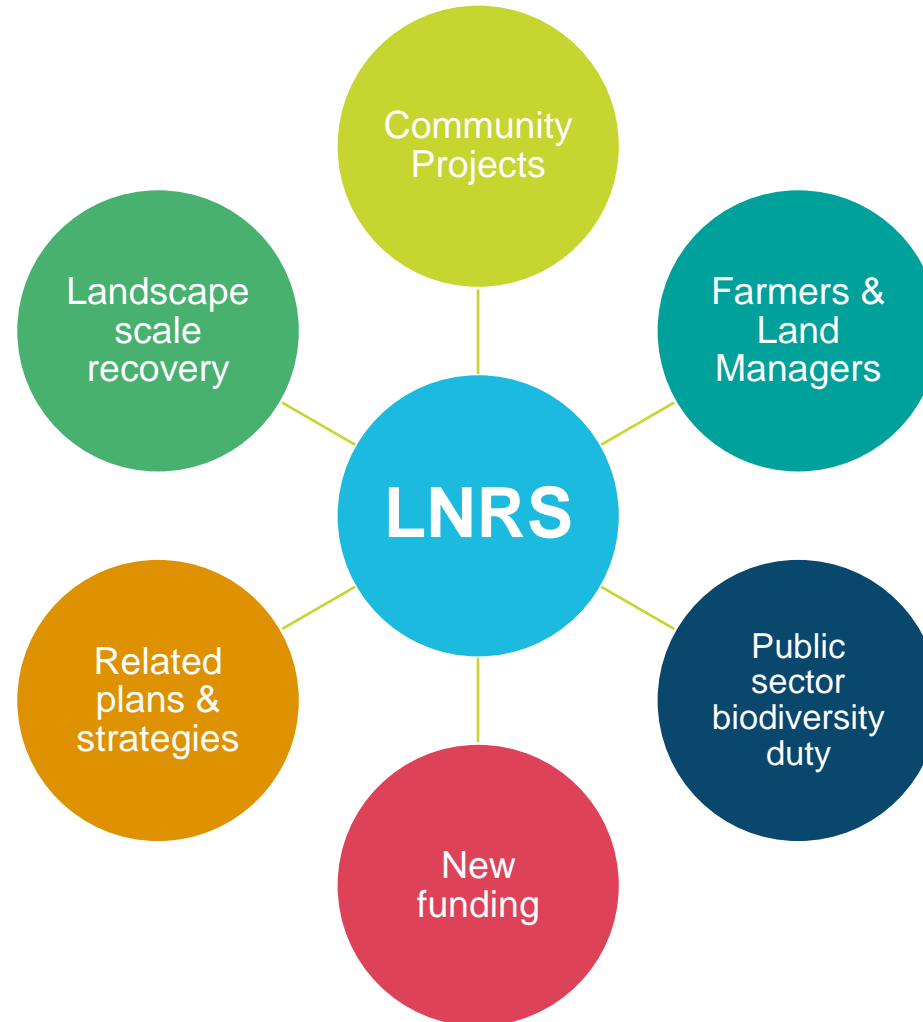 Community
Projects
Landscape
scale
recovery
Farmers &
Land
Managers
LNRS
Related
plans &
strategies
Public
sector
biodiversity
duty
New
funding